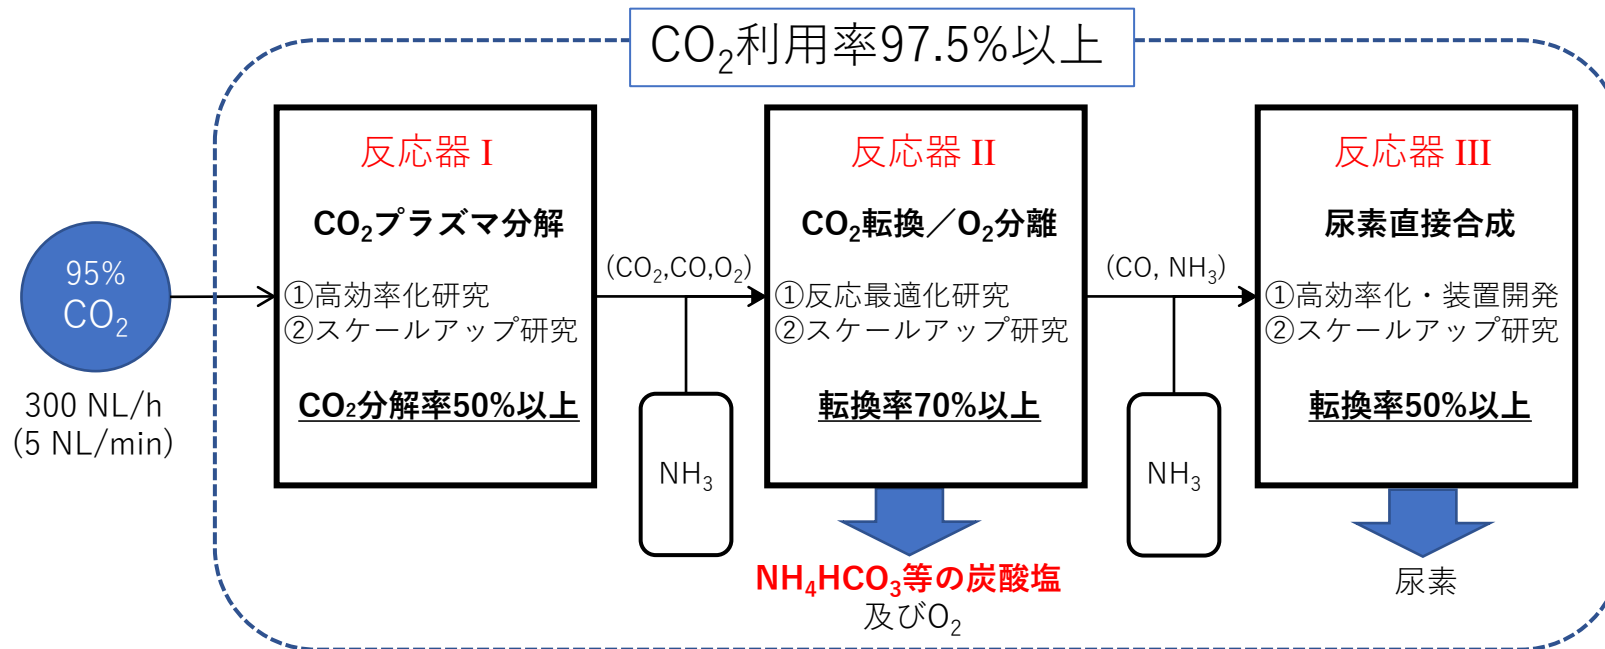 CO₂利用率97.5%以上
95%
CO₂
300 NL/h
(5 NL/min)
反応器 I
CO₂プラズマ分解
①高効率化研究
②スケールアップ研究
CO₂分解率50%以上
(CO₂,CO,O₂)
NH₃
反応器 II
CO₂転換／O₂分離
①反応最適化研究
②スケールアップ研究
転換率70%以上
NH₄HCO₃等の炭酸塩
及びO₂
(CO, NH₃)
NH₃
反応器 III
尿素直接合成
①高効率化・装置開発
②スケールアップ研究
転換率50%以上
尿素